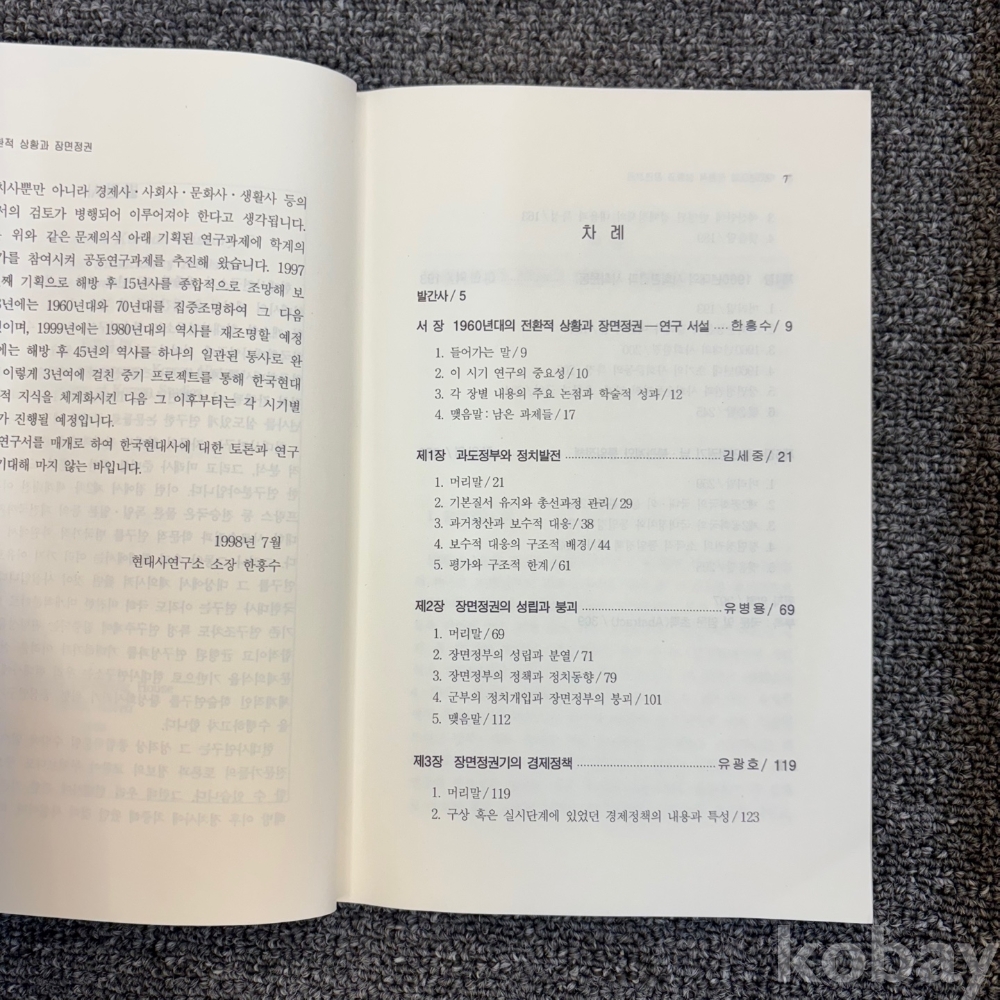 환적 상황과 장면정권
치사뿐만 아니라 경제사·사회사·문화사·생활사 등의
서의 검토가 병행되어 이루어져야 한다고 생각됩니다.
위와 같은 문제의식 아래 기획된 연구과제에 학계의
가를 참여시켜 공동연구과제를 추진해 왔습니다. 1997
째 기획으로 해방 후 15년사를 종합적으로 조망해 보
8년에는 1960년대와 70년대를 집중조명하여 그 다음
이며, 1999년에는 1980년대의 역사를 재조명할 예정
에는 해방 후 45년의 역사를 하나의 일관된 통사로 완
이렇게 3년여에 걸친 중기 프로젝트를 통해 한국현대
적 지식을 체계화시킨 다음 그 이후부터는 각 시기별
가 진행될 예정입니다.
연구서를 매개로 하여 한국현대사에 대한 토론과 연구
기대해 마지 않는 바입니다.
1998년 7월
현대사연구소 소장 한흥수
7
차 례
발간사/5
서 장 1960년대의 전환적 상황과 장면정권—연구 서설 ····한흥수/9
1. 들어가는 말/9
2. 이 시기 연구의 중요성/10
3. 각 장별 내용의 주요 논점과 학술적 성과/12
4. 맺음말:남은 과제들/17
제1장 과도정부와 정치발전 ········김세중/21
1. 머리말/21
2. 기본질서 유지와 총선과정 관리/29
3. 과거청산과 보수적 대응/38
4. 보수적 대응의 구조적 배경/44
5. 평가와 구조적 한계/61
제2장 장면정권의 성립과 붕괴 ········유병용/69
1. 머리말/69
2. 장면정부의 성립과 분열/71
3. 장면정부의 정책과 정치동향/79
4. 군부의 정치개입과 장면정부의 붕괴/101
5. 맺음말/112
제3장 장면정권기의 경제정책 ········유광호/119
1. 머리말/119
2. 구상 혹은 실시단계에 있었던 경제정책의 내용과 특성/123
kobay